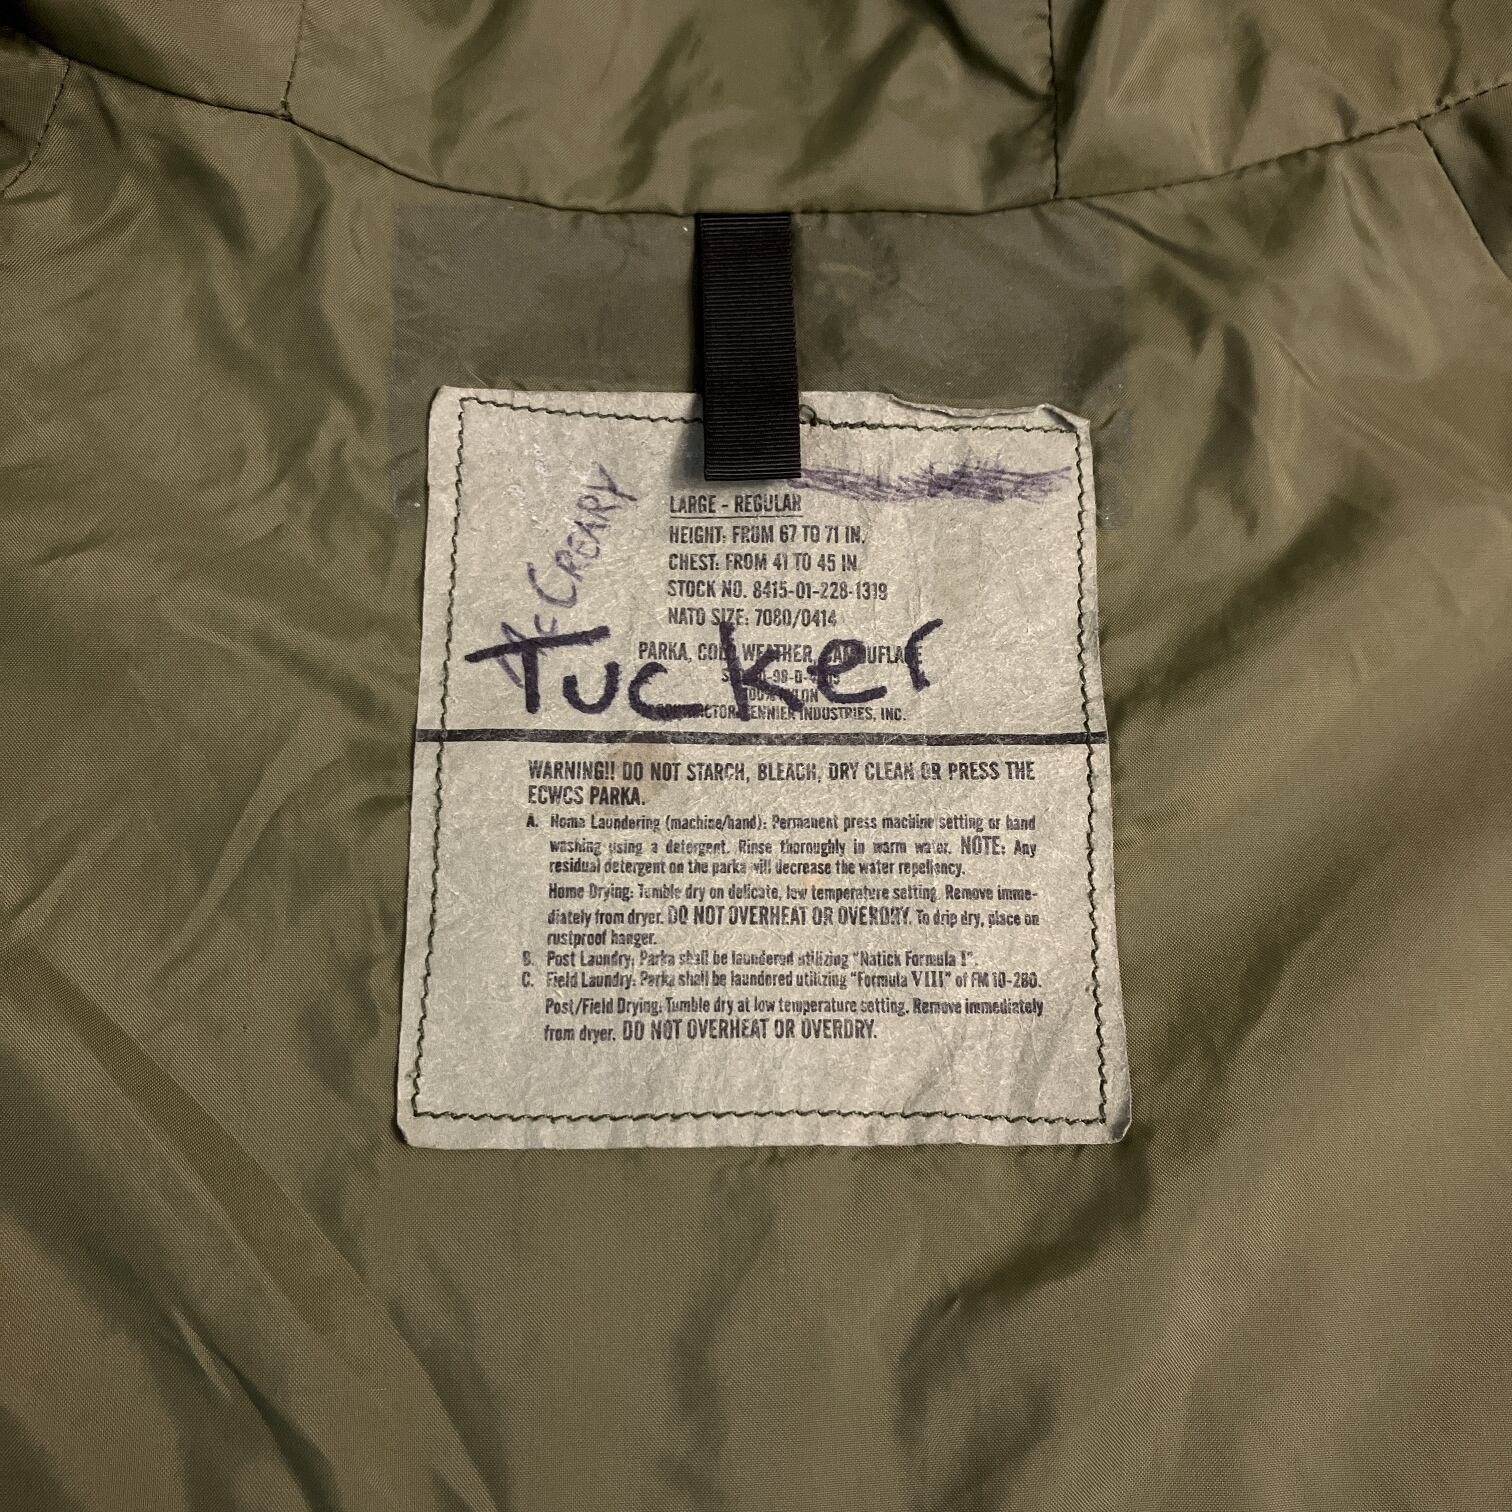 McCREARY
LARGE - REGULAR
HEIGHT: FROM 67 TO 71 IN.
CHEST: FROM 41 TO 45 IN
STOCK NO. 8415-01-228-1319
NATO SIZE: 7080/0414
Tucker
PARKA, COLD WEATHER, CAMOUFLAGE
100% NYLON
CONTRACTOR INDUSTRIES, INC.
WARNING!! DO NOT STARCH, BLEACH, DRY CLEAN OR PRESS THE
ECWCS PARKA.
A. Home Laundering (machine/hand): Permanent press machine setting or hand
washing using a detergent. Rinse thoroughly in warm water. NOTE: Any
residual detergent on the parka will decrease the water repellency.
Home Drying: Tumble dry on delicate, low temperature setting. Remove imme-
diately from dryer. DO NOT OVERHEAT OR OVERDRY. To drip dry, place on
rustproof hanger.
B. Post Laundry: Parka shall be laundered utilizing "Natick Formula I".
C. Field Laundry: Parka shall be laundered utilizing "Formula VIII" of FM 10-280.
Post/Field Drying: Tumble dry at low temperature setting. Remove immediately
from dryer. DO NOT OVERHEAT OR OVERDRY.